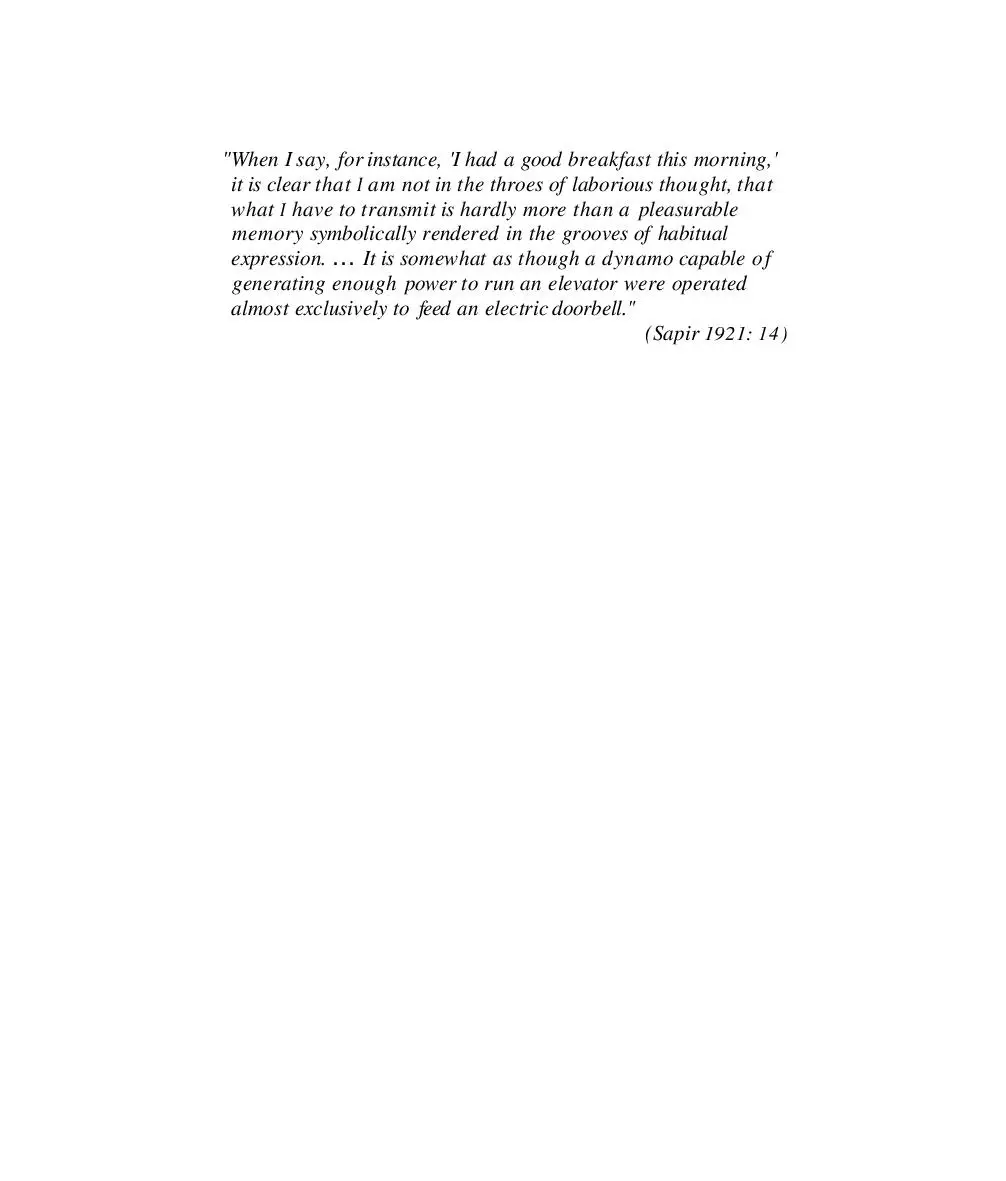 "When I say, for instance, 'I had a good breakfast this morning,'
it is clear that I am not in the throes of laborious thought, that
what I have to transmit is hardly more than a pleasurable
memory symbolically rendered in the grooves of habitual
expression. ... It is somewhat as though a dynamo capable of
generating enough power to run an elevator were operated
almost exclusively to feed an electric doorbell."
(Sapir 1921: 14)